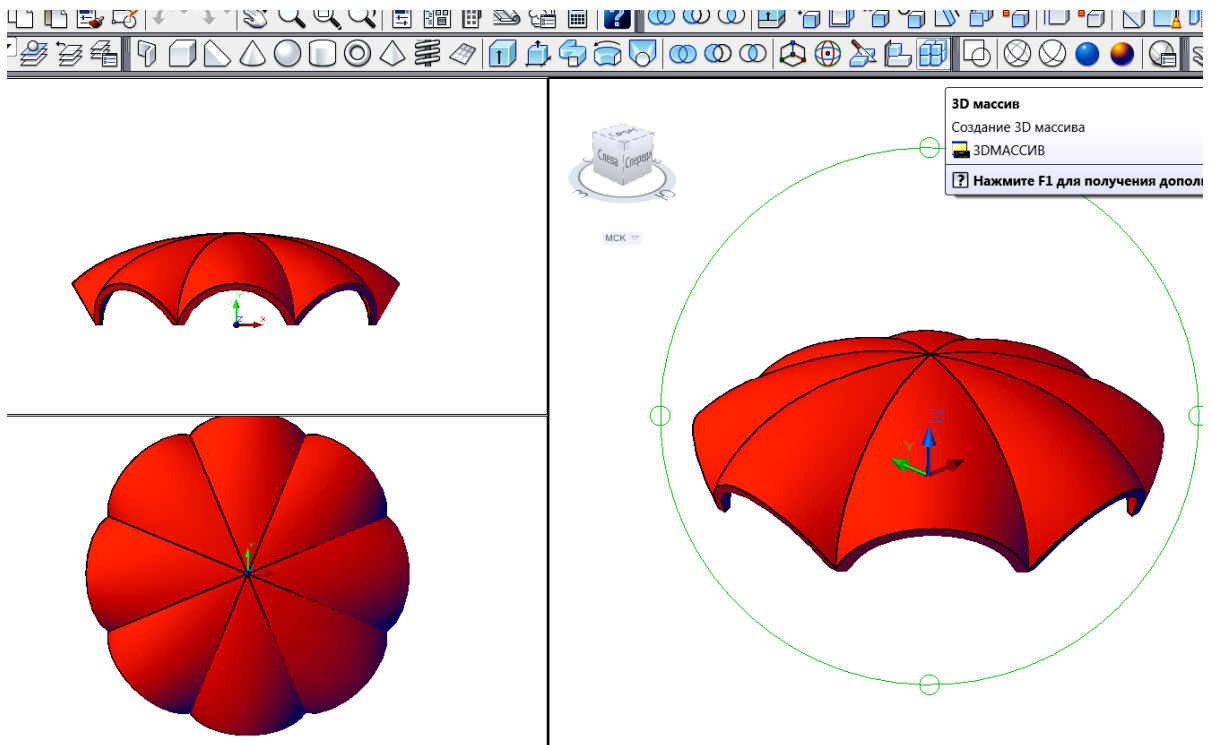 3D массив
Создание 3D массива
3DМАССИВ
? Нажмите F1 для получения допол
Слева
Спереди
З
Ю
МСК
Y
Z
X
Y
Z
Y
X